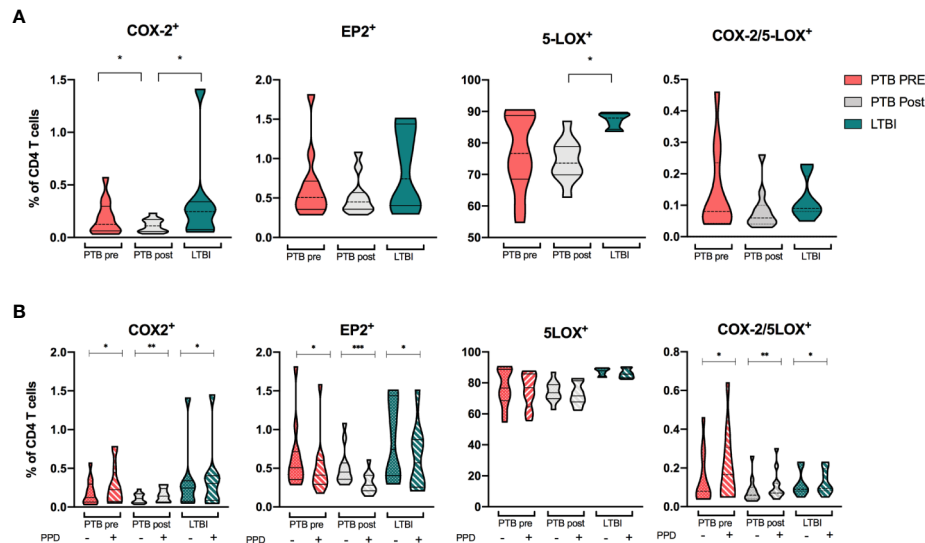 A
COX-2⁺
EP2⁺
5-LOX⁺
COX-2/5-LOX⁺
% of CD4 T cells
1.5
1.0
0.5
0.0
* *
PTB pre PTB post LTBI
2.0
1.5
1.0
0.5
0.0
PTB pre PTB post LTBI
100
90
80
70
60
50
*
PTB pre PTB post LTBI
0.5
0.4
0.3
0.2
0.1
0.0
PTB pre PTB post LTBI
PTB PRE
PTB Post
LTBI
B
COX2⁺
EP2⁺
5LOX⁺
COX-2/5LOX⁺
% of CD4 T cells
2.0
1.5
1.0
0.5
0.0
* ** *
PTB pre PTB post LTBI
PPD - + - + - +
2.0
1.5
1.0
0.5
0.0
* *** *
PTB pre PTB post LTBI
PPD - + - + - +
100
80
60
40
20
0
PTB pre PTB post LTBI
PPD - + - + - +
0.8
0.6
0.4
0.2
0.0
* ** *
PTB pre PTB post LTBI
PPD - + - + - +